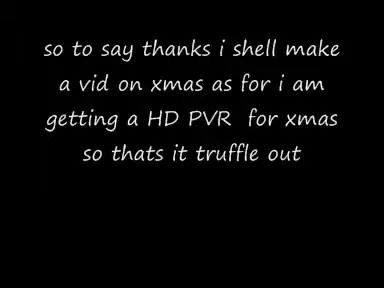 so to say thanks i shell make
a vid on xmas as for i am
getting a HD PVR for xmas
so thats it truffle out